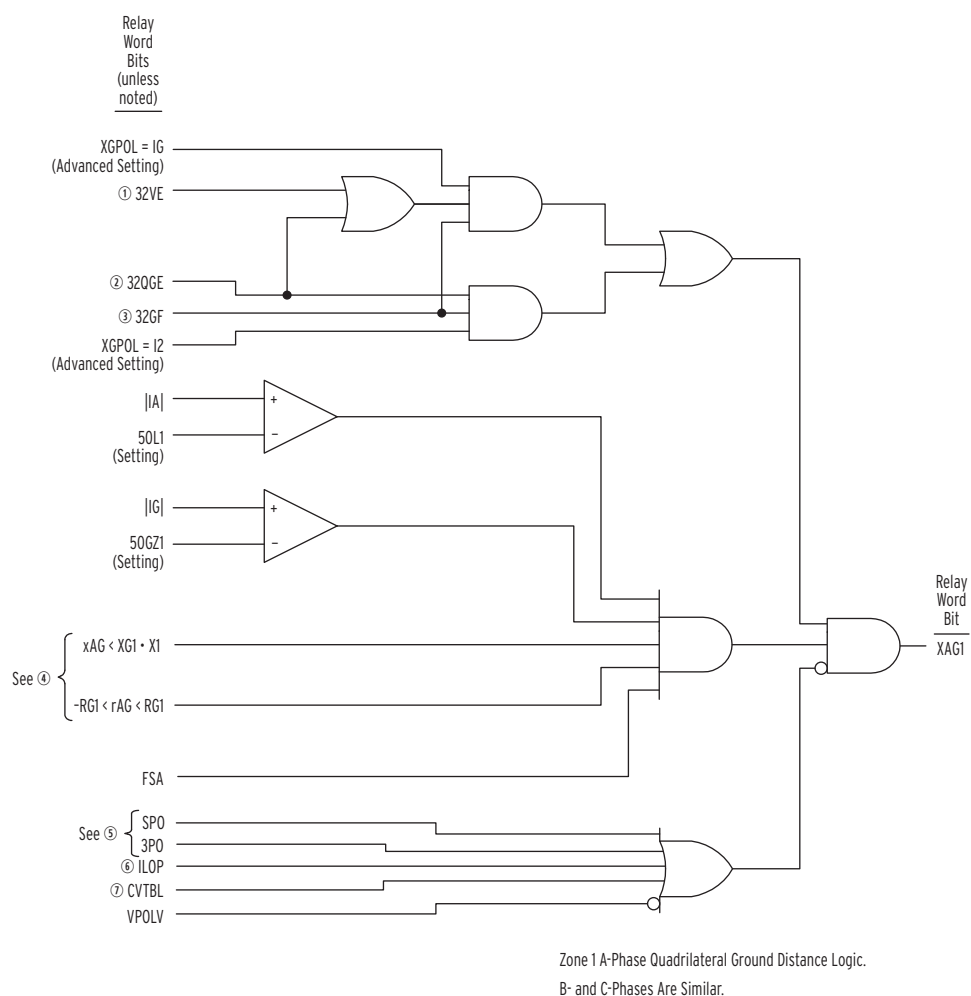 Relay
Word
Bits
(unless
noted)
XGPOL = IG
(Advanced Setting)
① 32VE
② 32QGE
③ 32GF
XGPOL = I2
(Advanced Setting)
|IA|
+
50L1
−
(Setting)
|IG|
+
50GZ1
−
(Setting)
xAG < XG1 • X1
See ④
-RG1 < rAG < RG1
FSA
SPO
See ⑤
3PO
⑥ ILOP
⑦ CVTBL
VPOLV
Relay
Word
Bit
XAG1
Zone 1 A-Phase Quadrilateral Ground Distance Logic.
B- and C-Phases Are Similar.